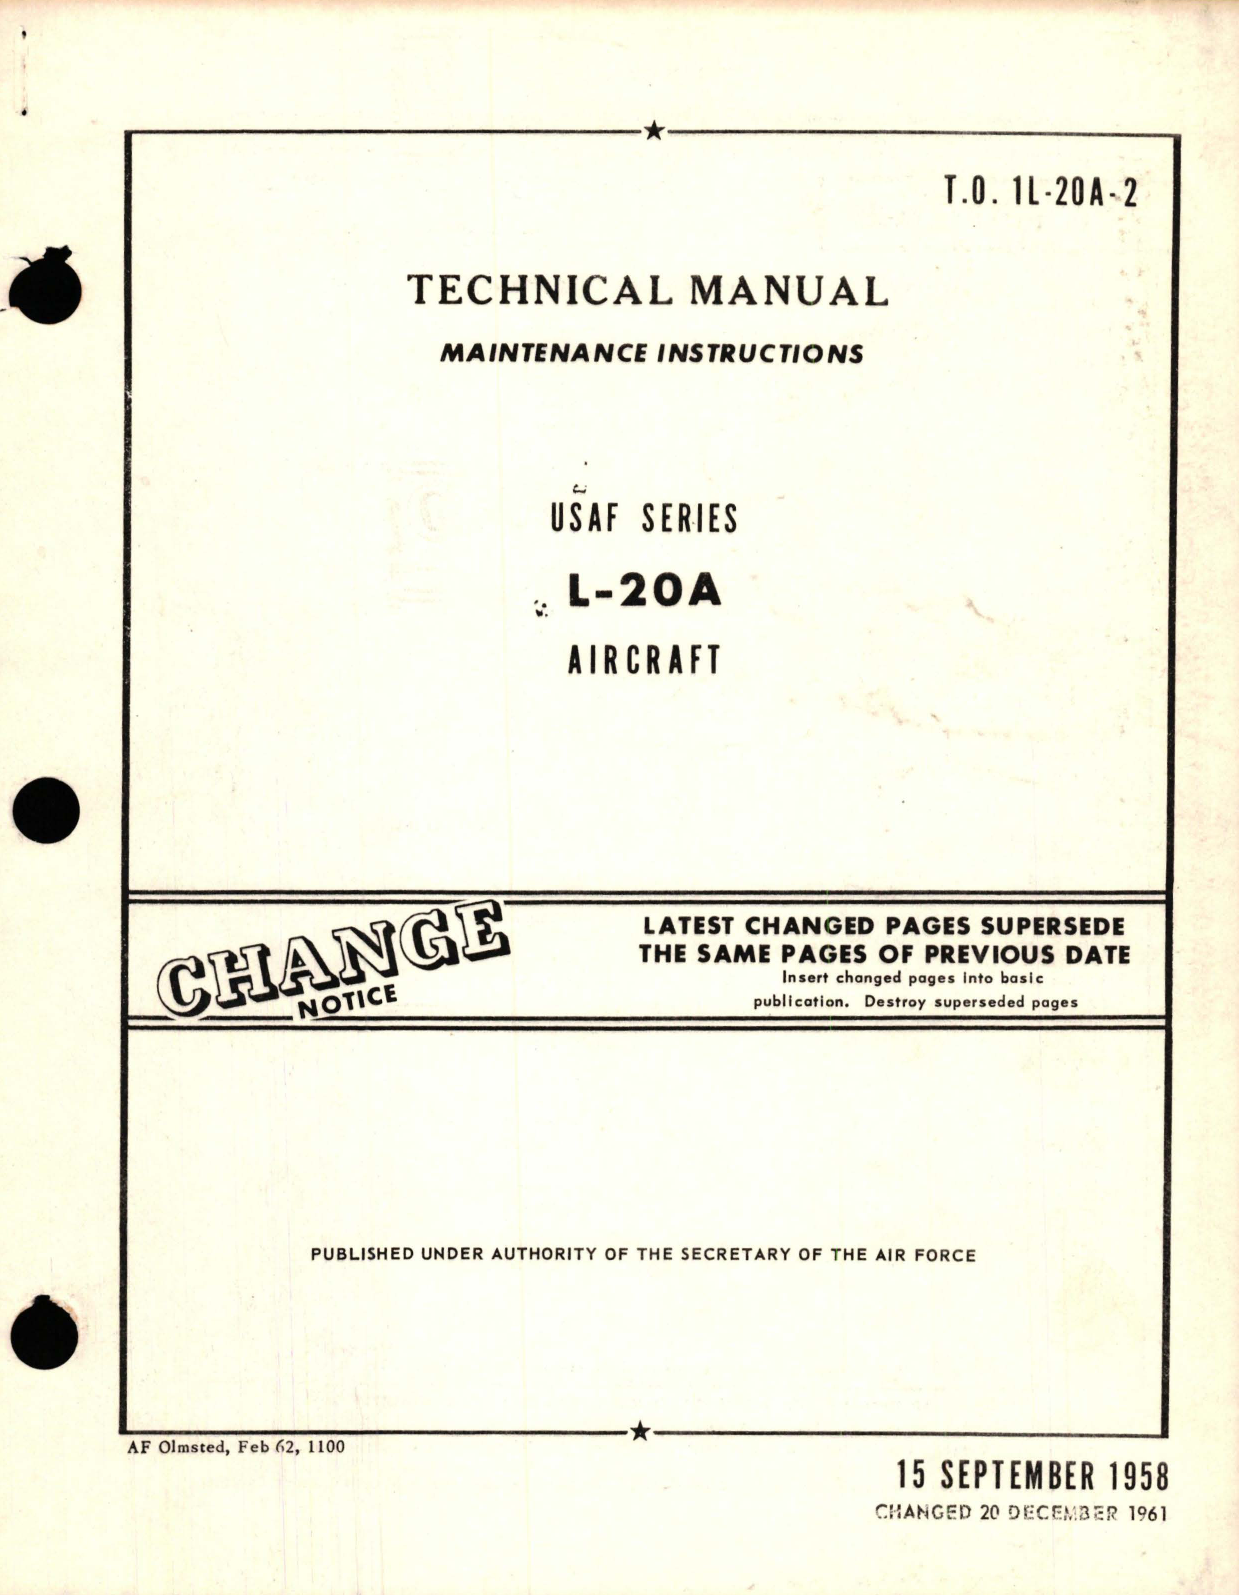 T.O. 1L-20A-2
TECHNICAL MANUAL
MAINTENANCE INSTRUCTIONS
USAF SERIES
L-20A
AIRCRAFT
CHANGE
NOTICE
LATEST CHANGED PAGES SUPERSEDE
THE SAME PAGES OF PREVIOUS DATE
Insert changed pages into basic
publication. Destroy superseded pages
PUBLISHED UNDER AUTHORITY OF THE SECRETARY OF THE AIR FORCE
AF Olmsted, Feb 62, 1100
15 SEPTEMBER 1958
CHANGED 20 DECEMBER 1961